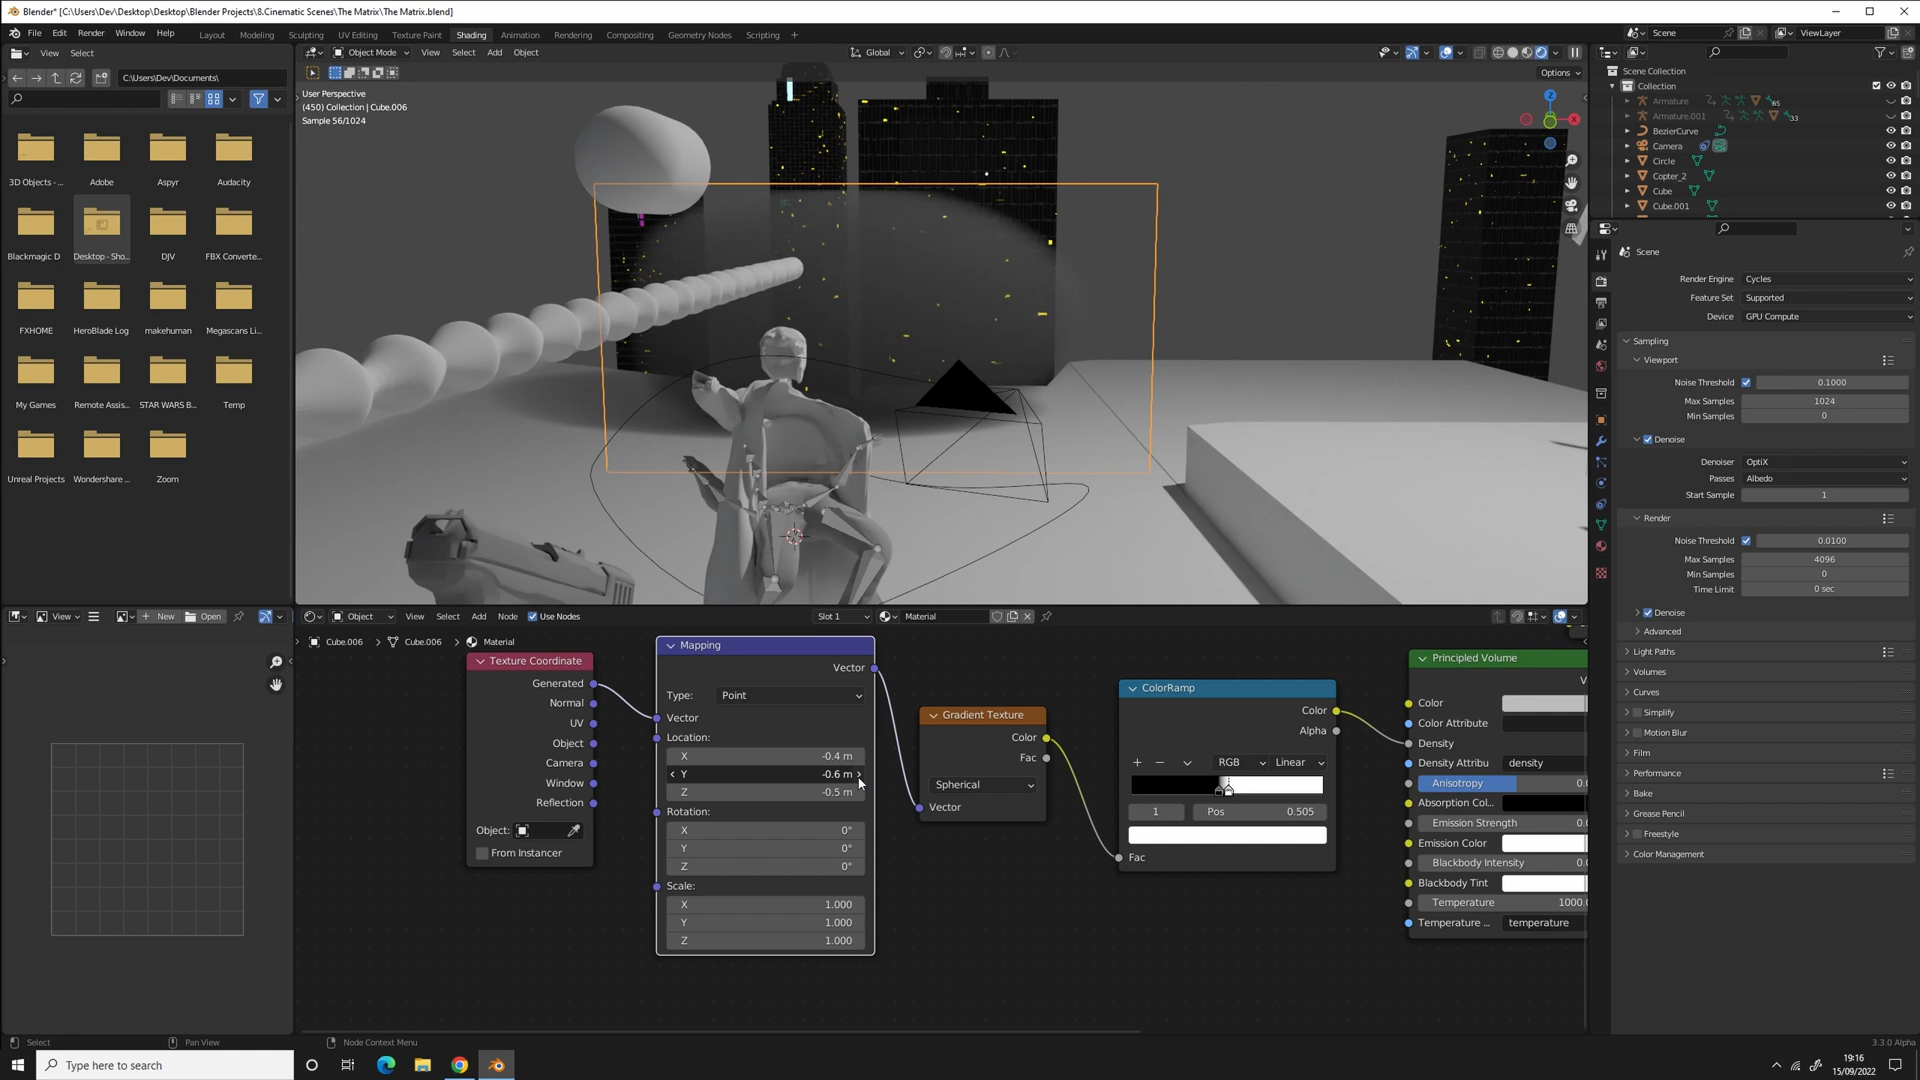 Blender* [C:\Users\Dev\Desktop\Desktop\Blender Projects\8.Cinematic Scenes\The Matrix\The Matrix.blend]
File Edit Render Window Help
Layout Modeling Sculpting UV Editing Texture Paint Shading Animation Rendering Compositing Geometry Nodes Scripting +
Scene
ViewLayer
View Select
Object Mode View Select Add Object
Global
C:\Users\Dev\Documents\
Options
User Perspective
(450) Collection | Cube.006
Sample 56/1024
Z
X
3D Objects - ...
Adobe
Aspyr
Audacity
Blackmagic D
Desktop - Sho...
DJV
FBX Converte...
FXHOME
HeroBlade Log
makehuman
Megascans Li...
My Games
Remote Assis...
STAR WARS B...
Temp
Unreal Projects
Wondershare ...
Zoom
Scene Collection
Collection
Armature
65
Armature.001
33
BezierCurve
Camera
Circle
Copter_2
Cube
Cube.001
Scene
Render Engine Cycles
Feature Set Supported
Device GPU Compute
Sampling
Viewport
Noise Threshold 0.1000
Max Samples 1024
Min Samples 0
Denoise
Denoiser OptiX
Passes Albedo
Start Sample 1
Render
Noise Threshold 0.0100
Max Samples 4096
Min Samples 0
Time Limit 0 sec
Denoise
Advanced
Light Paths
Volumes
Curves
Simplify
Motion Blur
Film
Performance
Bake
Grease Pencil
Freestyle
Color Management
View
New
Open
Object View Select Add Node Use Nodes
Slot 1
Material
Cube.006 > Cube.006 > Material
Texture Coordinate
Generated
Normal
UV
Object
Camera
Window
Reflection
Object:
From Instancer
Mapping
Vector
Type: Point
Vector
Location:
X -0.4 m
Y -0.6 m
Z -0.5 m
Rotation:
X 0°
Y 0°
Z 0°
Scale:
X 1.000
Y 1.000
Z 1.000
Gradient Texture
Color
Fac
Spherical
Vector
ColorRamp
Color
Alpha
RGB Linear
1 Pos 0.505
Fac
Principled Volume
V
Color
Color Attribute
Density
Density Attribu density
Anisotropy 0.
Absorption Col...
Emission Strength 0.
Emission Color
Blackbody Intensity 0.
Blackbody Tint
Temperature 1000.
Temperature ... temperature
Select
Pan View
Node Context Menu
3.3.0 Alpha
Type here to search
19:16
15/09/2022